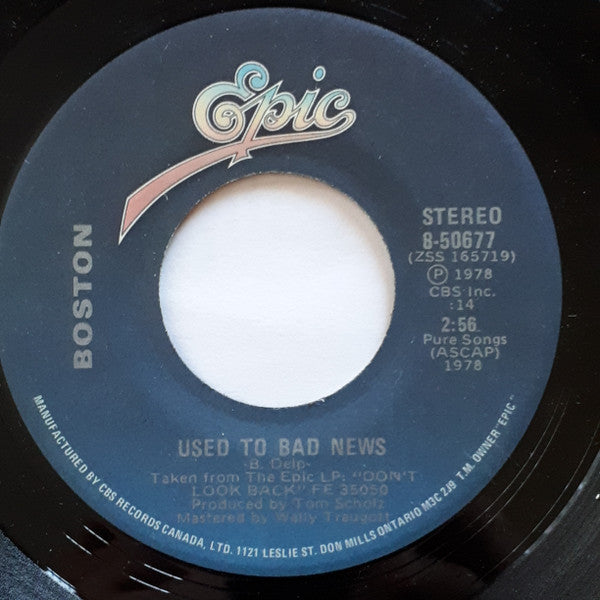 Epic
BOSTON
STEREO
8-50677
(ZSS 165719)
Ⓟ 1978
CBS Inc.
:14
2:56
Pure Songs
(ASCAP)
1978
USED TO BAD NEWS
-B. Delp-
Taken from The Epic LP: "DON'T
LOOK BACK" FE 35050
Produced by Tom Scholz
Mastered by Wally Traugott
MANUFACTURED BY CBS RECORDS CANADA, LTD. 1121 LESLIE ST. DON MILLS ONTARIO M3C 2J9 T.M. OWNER "EPIC"